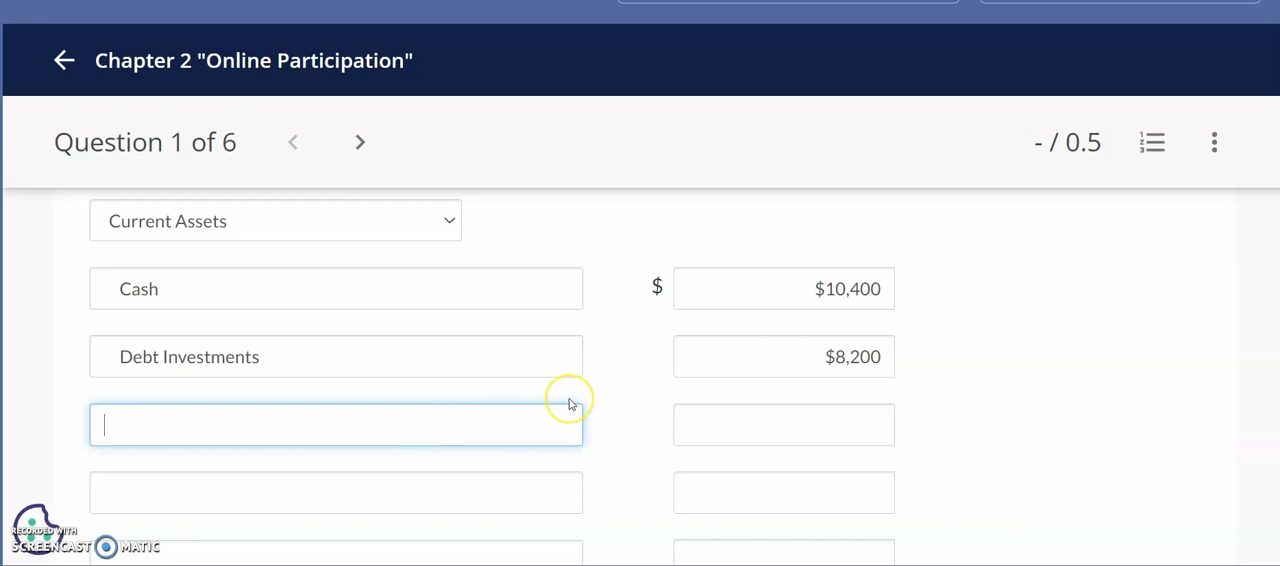 Chapter 2 "Online Participation"
Question 1 of 6
- / 0.5
Current Assets
Cash
$
$10,400
Debt Investments
$8,200
RECORDED WITH
SCREENCAST MATIC